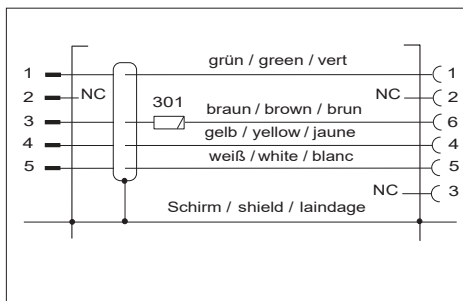 grün / green / vert
1 1
2 NC NC 2
301
3 braun / brown / brun 6
4 gelb / yellow / jaune 4
5 weiß / white / blanc 5
NC 3
Schirm / shield / laindage